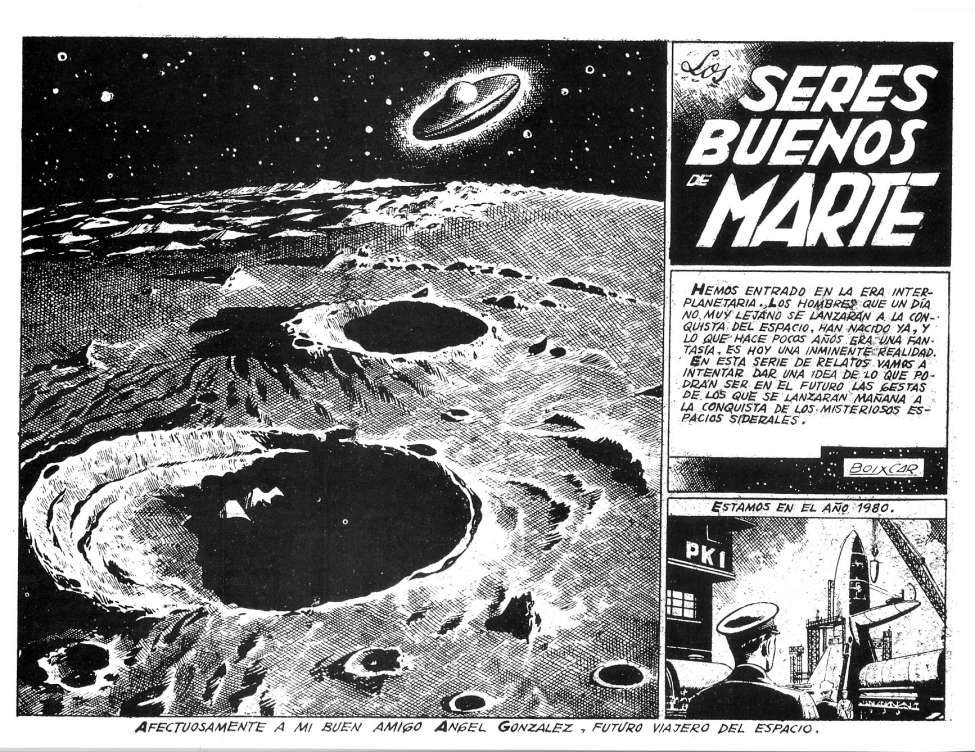 Los
SERES
BUENOS
DE
MARTE
HEMOS ENTRADO EN LA ERA INTER-
PLANETARIA. LOS HOMBRES QUE UN DÍA
NO MUY LEJANO SE LANZARAN A LA CON-
QUISTA DEL ESPACIO, HAN NACIDO YA, Y
LO QUE HACE POCOS AÑOS ERA UNA FAN-
TASÍA, ES HOY UNA INMINENTE REALIDAD.
EN ESTA SERIE DE RELATOS VAMOS A
INTENTAR DAR UNA IDEA DE LO QUE PO-
DRAN SER EN EL FUTURO LAS GESTAS
DE LOS QUE SE LANZARAN MAÑANA A
LA CONQUISTA DE LOS MISTERIOSOS ES-
PACIOS SIDERALES.
BOIXCAR
ESTAMOS EN EL AÑO 1980.
PK1
AFECTUOSAMENTE A MI BUEN AMIGO ANGEL GONZALEZ, FUTURO VIAJERO DEL ESPACIO.